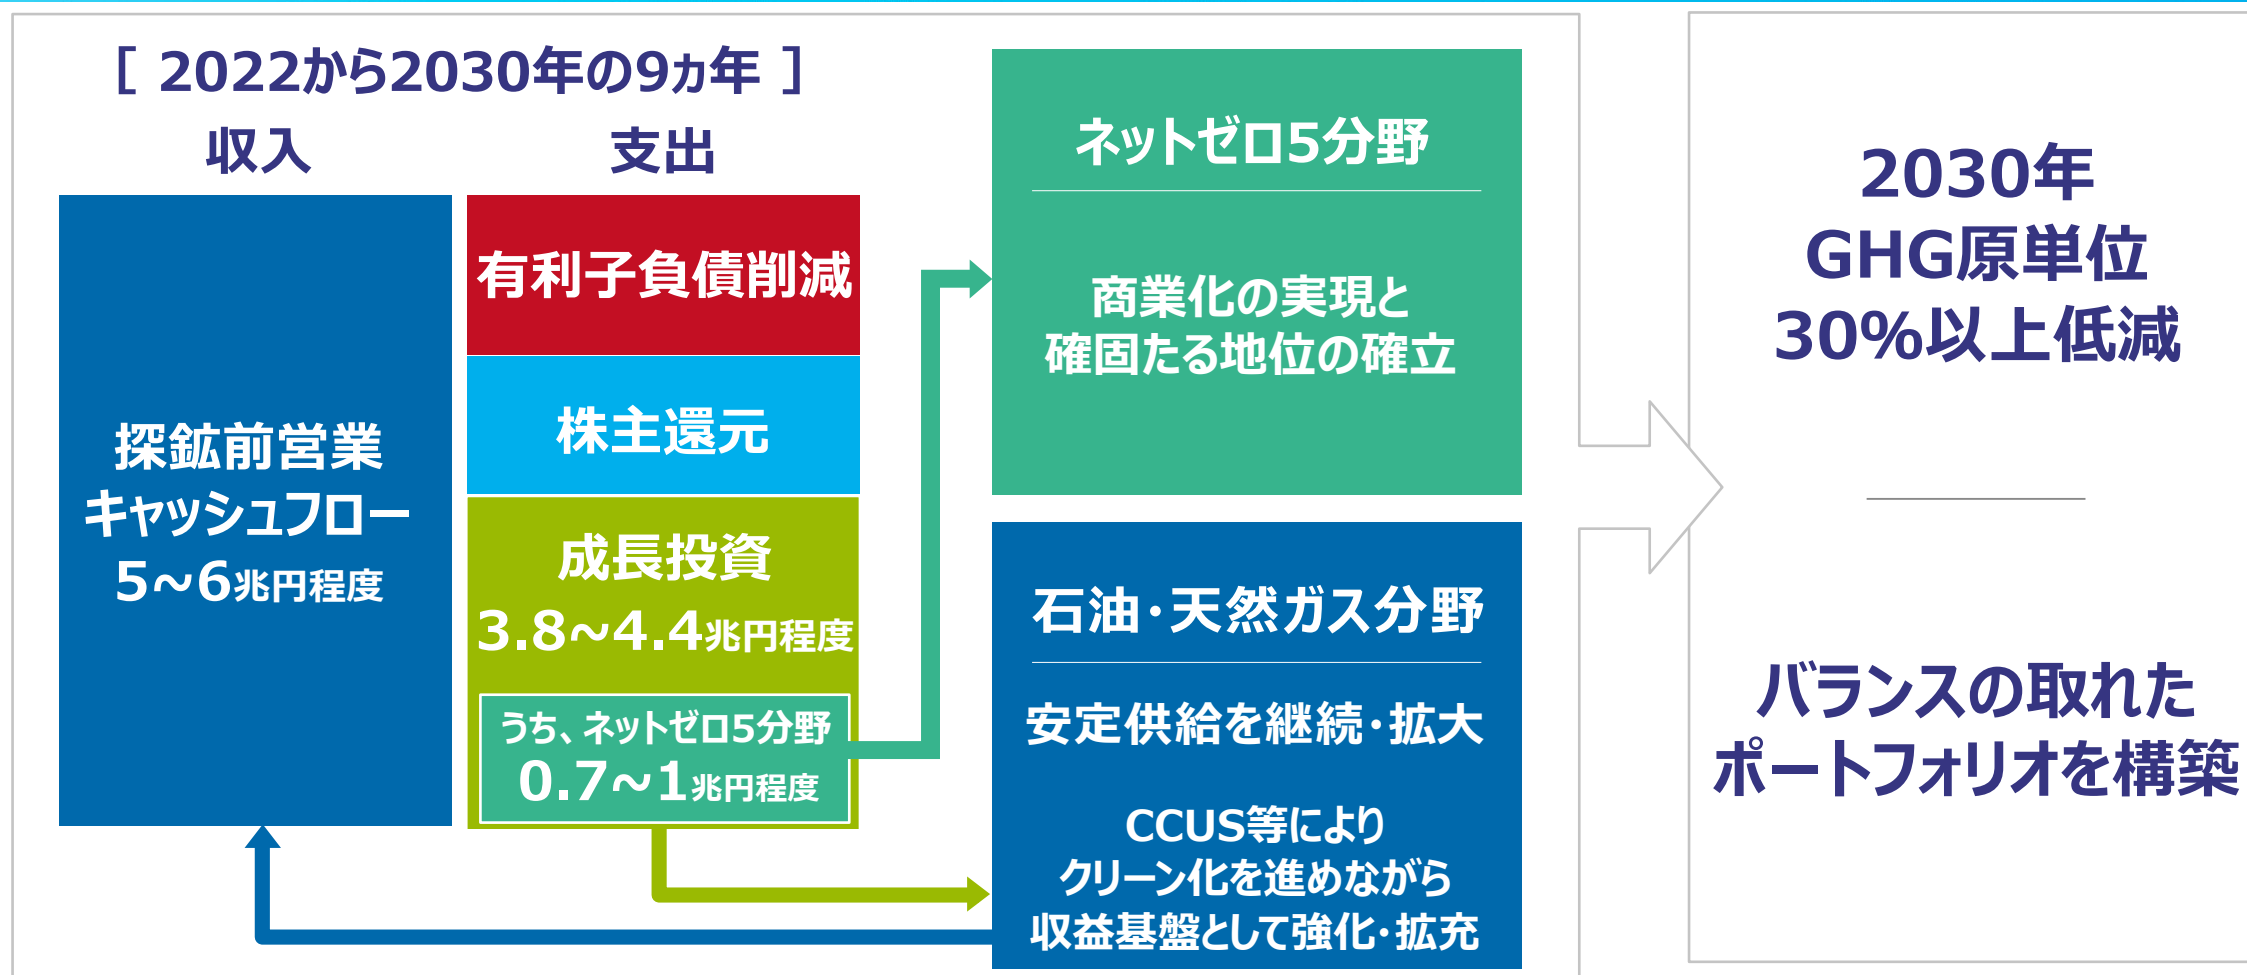 [ 2022から2030年の9ヵ年 ]
収入
支出
探鉱前営業
キャッシュフロー
5~6兆円程度
有利子負債削減
株主還元
成長投資
3.8~4.4兆円程度
うち、ネットゼロ5分野
0.7~1兆円程度
ネットゼロ5分野
商業化の実現と
確固たる地位の確立
石油・天然ガス分野
安定供給を継続・拡大
CCUS等により
クリーン化を進めながら
収益基盤として強化・拡充
2030年
GHG原単位
30%以上低減
バランスの取れた
ポートフォリオを構築